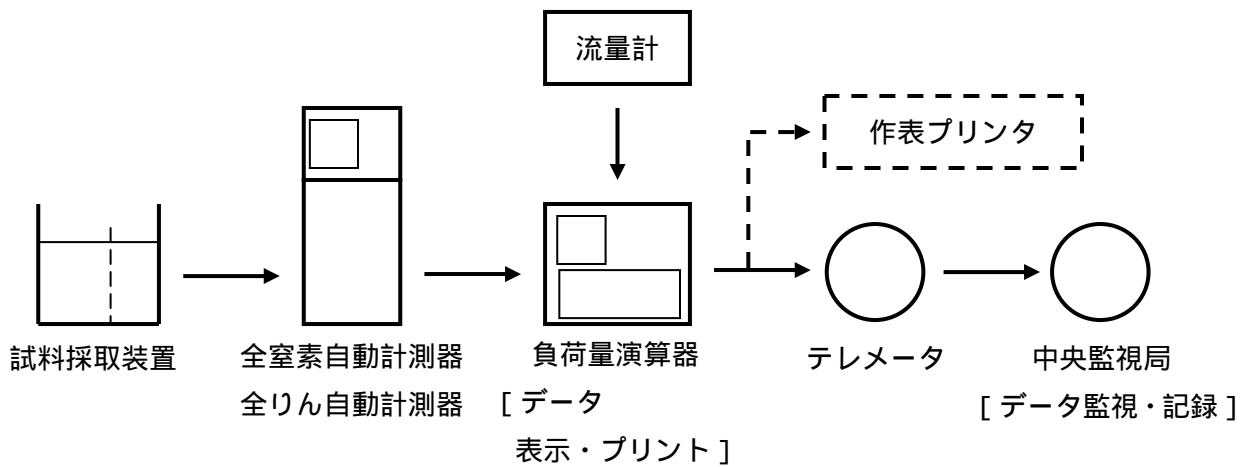 流量計
作表プリンタ
試料採取装置
全窒素自動計測器
全りん自動計測器
負荷量演算器
[ データ
表示・プリント ]
テレメータ
中央監視局
[ データ監視・記録 ]